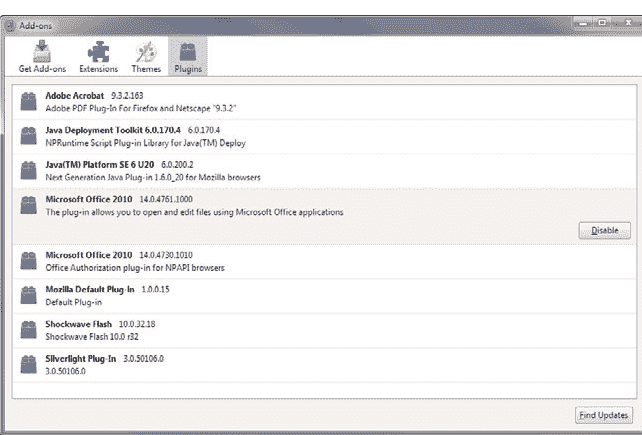 Add-ons
Get Add-ons Extensions Themes Plugins
Adobe Acrobat 9.3.2.163
Adobe PDF Plug-In For Firefox and Netscape "9.3.2"
Java Deployment Toolkit 6.0.170.4 6.0.170.4
NPRuntime Script Plug-in Library for Java(TM) Deploy
Java(TM) Platform SE 6 U20 6.0.200.2
Next Generation Java Plug-in 1.6.0_20 for Mozilla browsers
Microsoft Office 2010 14.0.4761.1000
The plug-in allows you to open and edit files using Microsoft Office applications
Disable
Microsoft Office 2010 14.0.4730.1010
Office Authorization plug-in for NPAPI browsers
Mozilla Default Plug-in 1.0.0.15
Default Plug-in
Shockwave Flash 10.0.32.18
Shockwave Flash 10.0 r32
Silverlight Plug-In 3.0.50106.0
3.0.50106.0
Find Updates